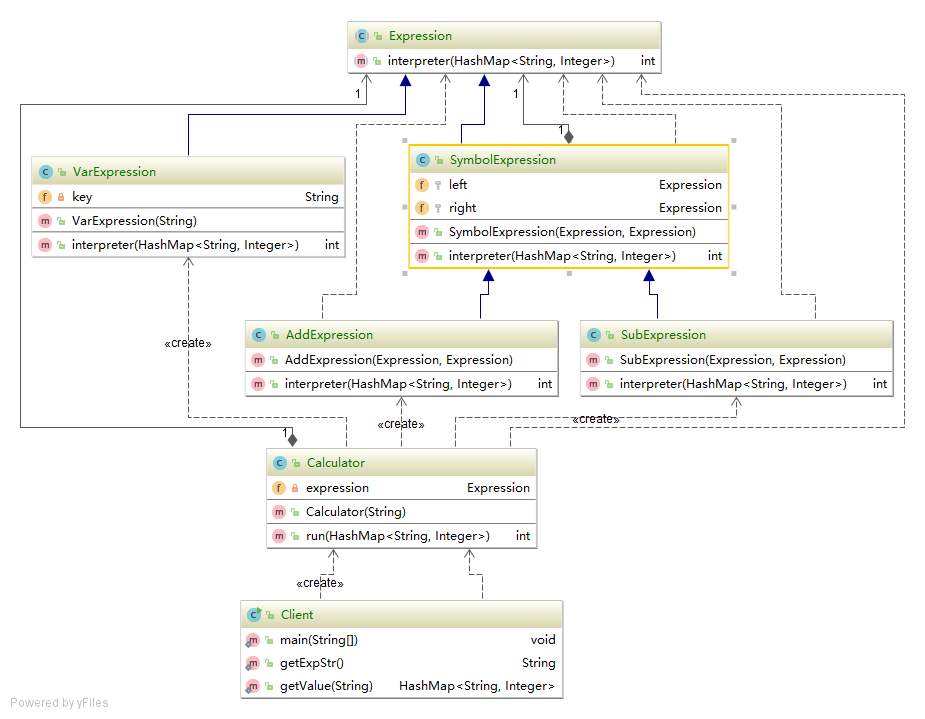 Expression
interpreter(HashMap<String, Integer>) int
1
1
1
VarExpression
key String
VarExpression(String)
interpreter(HashMap<String, Integer>) int
SymbolExpression
left Expression
right Expression
SymbolExpression(Expression, Expression)
interpreter(HashMap<String, Integer>) int
«create»
AddExpression
AddExpression(Expression, Expression)
interpreter(HashMap<String, Integer>) int
SubExpression
SubExpression(Expression, Expression)
interpreter(HashMap<String, Integer>) int
«create»
«create»
1
Calculator
expression Expression
Calculator(String)
run(HashMap<String, Integer>) int
«create»
Client
main(String[]) void
getExpStr() String
getValue(String) HashMap<String, Integer>
Powered by yFiles